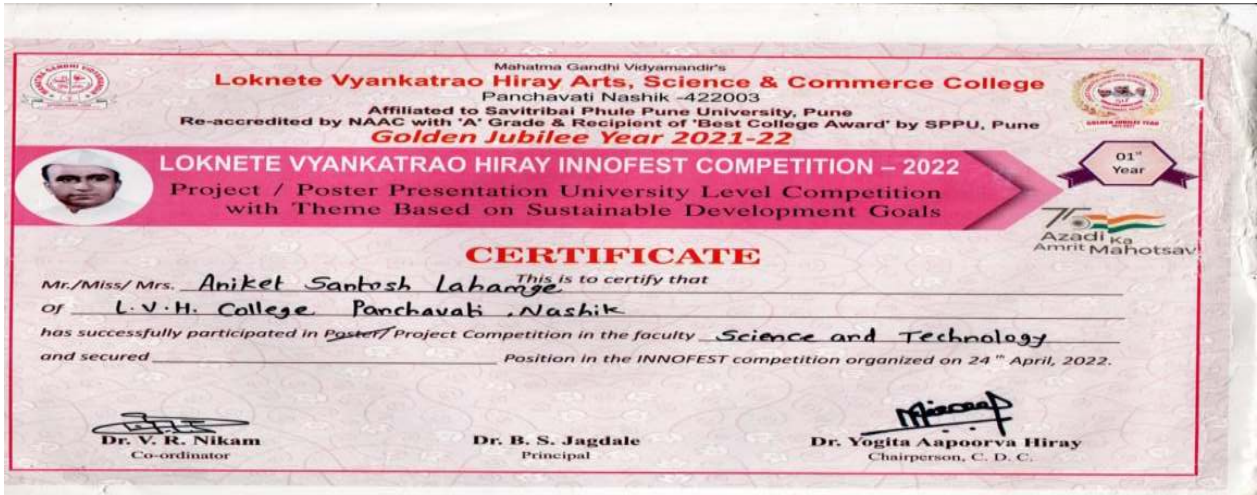 Mahatma Gandhi Vidyamandir's
Loknete Vyankatrao Hiray Arts, Science & Commerce College
Panchavati Nashik -422003
Affiliated to Savitribai Phule Pune University, Pune
Re-accredited by NAAC with 'A' Grade & Recipient of 'Best College Award' by SPPU, Pune
Golden Jubilee Year 2021-22
GOLDEN JUBILEE YEAR
LOKNETE VYANKATRAO HIRAY INNOFEST COMPETITION – 2022
01st
Year
Project / Poster Presentation University Level Competition
with Theme Based on Sustainable Development Goals
75
Azadi Ka
Amrit Mahotsav
CERTIFICATE
This is to certify that
Mr./Miss/ Mrs. Aniket Santosh Lahamge
of L.V.H. College Panchavati , Nashik
has successfully participated in Poster/ Project Competition in the faculty Science and Technology
and secured Position in the INNOFEST competition organized on 24th April, 2022.
Dr. V. R. Nikam
Co-ordinator
Dr. B. S. Jagdale
Principal
Dr. Yogita Aapoorva Hiray
Chairperson, C. D. C.